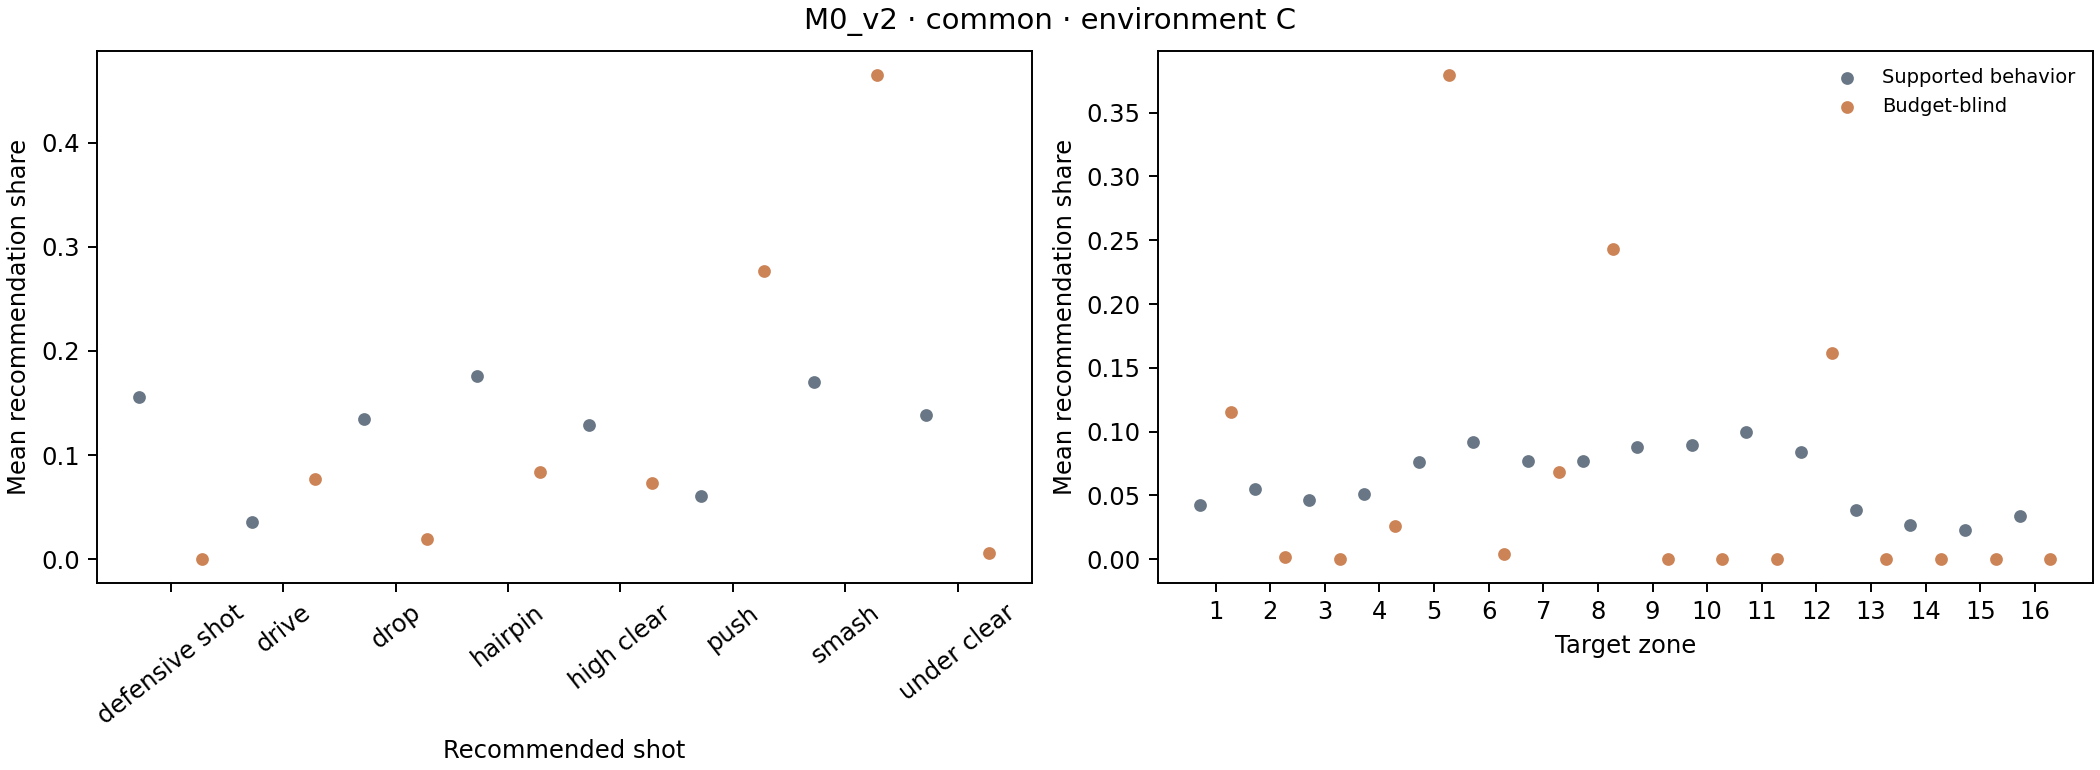 M0_v2 · common · environment C
Mean recommendation share
0.4
0.3
0.2
0.1
0.0
defensive shot
drive
drop
hairpin
high clear
push
smash
under clear
Recommended shot
Mean recommendation share
0.35
0.30
0.25
0.20
0.15
0.10
0.05
0.00
1 2 3 4 5 6 7 8 9 10 11 12 13 14 15 16
Target zone
Supported behavior
Budget-blind